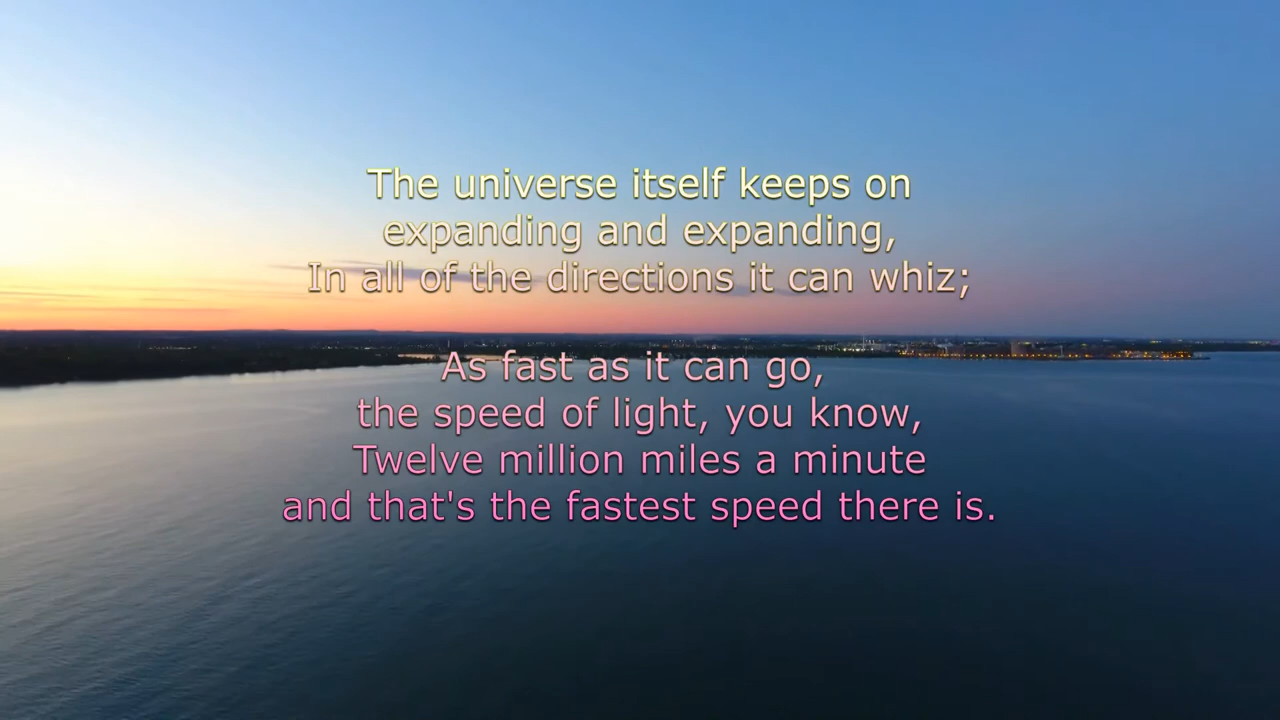 The universe itself keeps on
expanding and expanding,
In all of the directions it can whiz;
As fast as it can go,
the speed of light, you know,
Twelve million miles a minute
and that's the fastest speed there is.